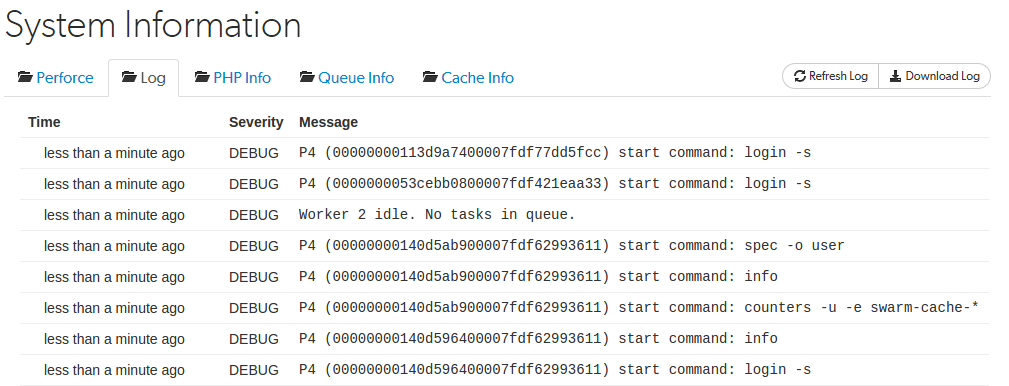 System Information
Perforce Log PHP Info Queue Info Cache Info Refresh Log Download Log
Time Severity Message
less than a minute ago DEBUG P4 (00000000113d9a7400007fdf77dd5fcc) start command: login -s
less than a minute ago DEBUG P4 (0000000053cebb0800007fdf421eaa33) start command: login -s
less than a minute ago DEBUG Worker 2 idle. No tasks in queue.
less than a minute ago DEBUG P4 (00000000140d5ab900007fdf62993611) start command: spec -o user
less than a minute ago DEBUG P4 (00000000140d5ab900007fdf62993611) start command: info
less than a minute ago DEBUG P4 (00000000140d5ab900007fdf62993611) start command: counters -u -e swarm-cache-*
less than a minute ago DEBUG P4 (00000000140d596400007fdf62993611) start command: info
less than a minute ago DEBUG P4 (00000000140d596400007fdf62993611) start command: login -s